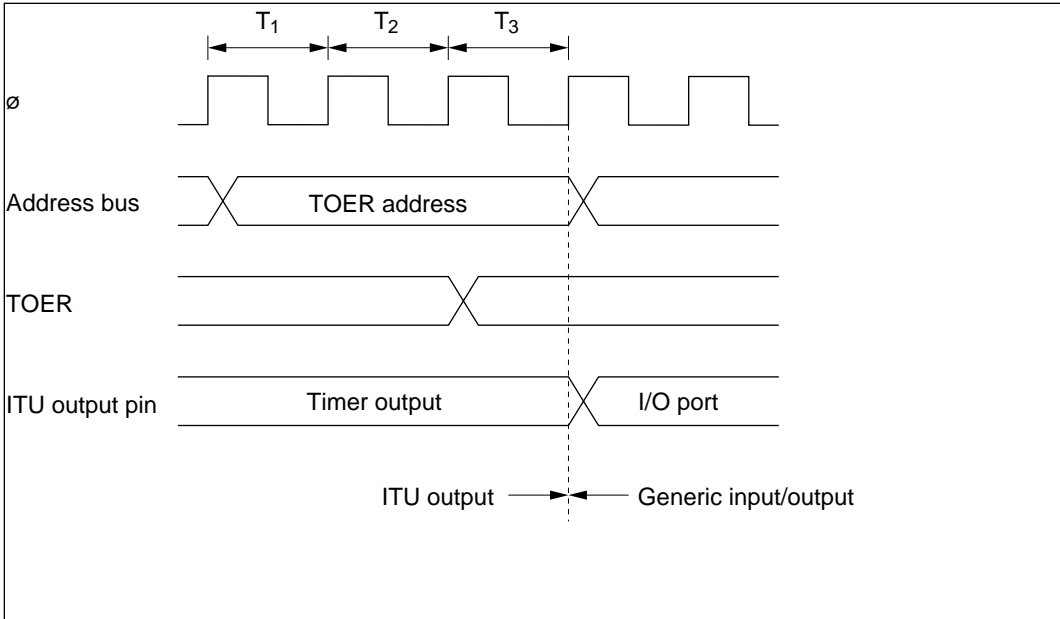 T1 T2 T3
ø
Address bus TOER address
TOER
ITU output pin Timer output I/O port
ITU output Generic input/output